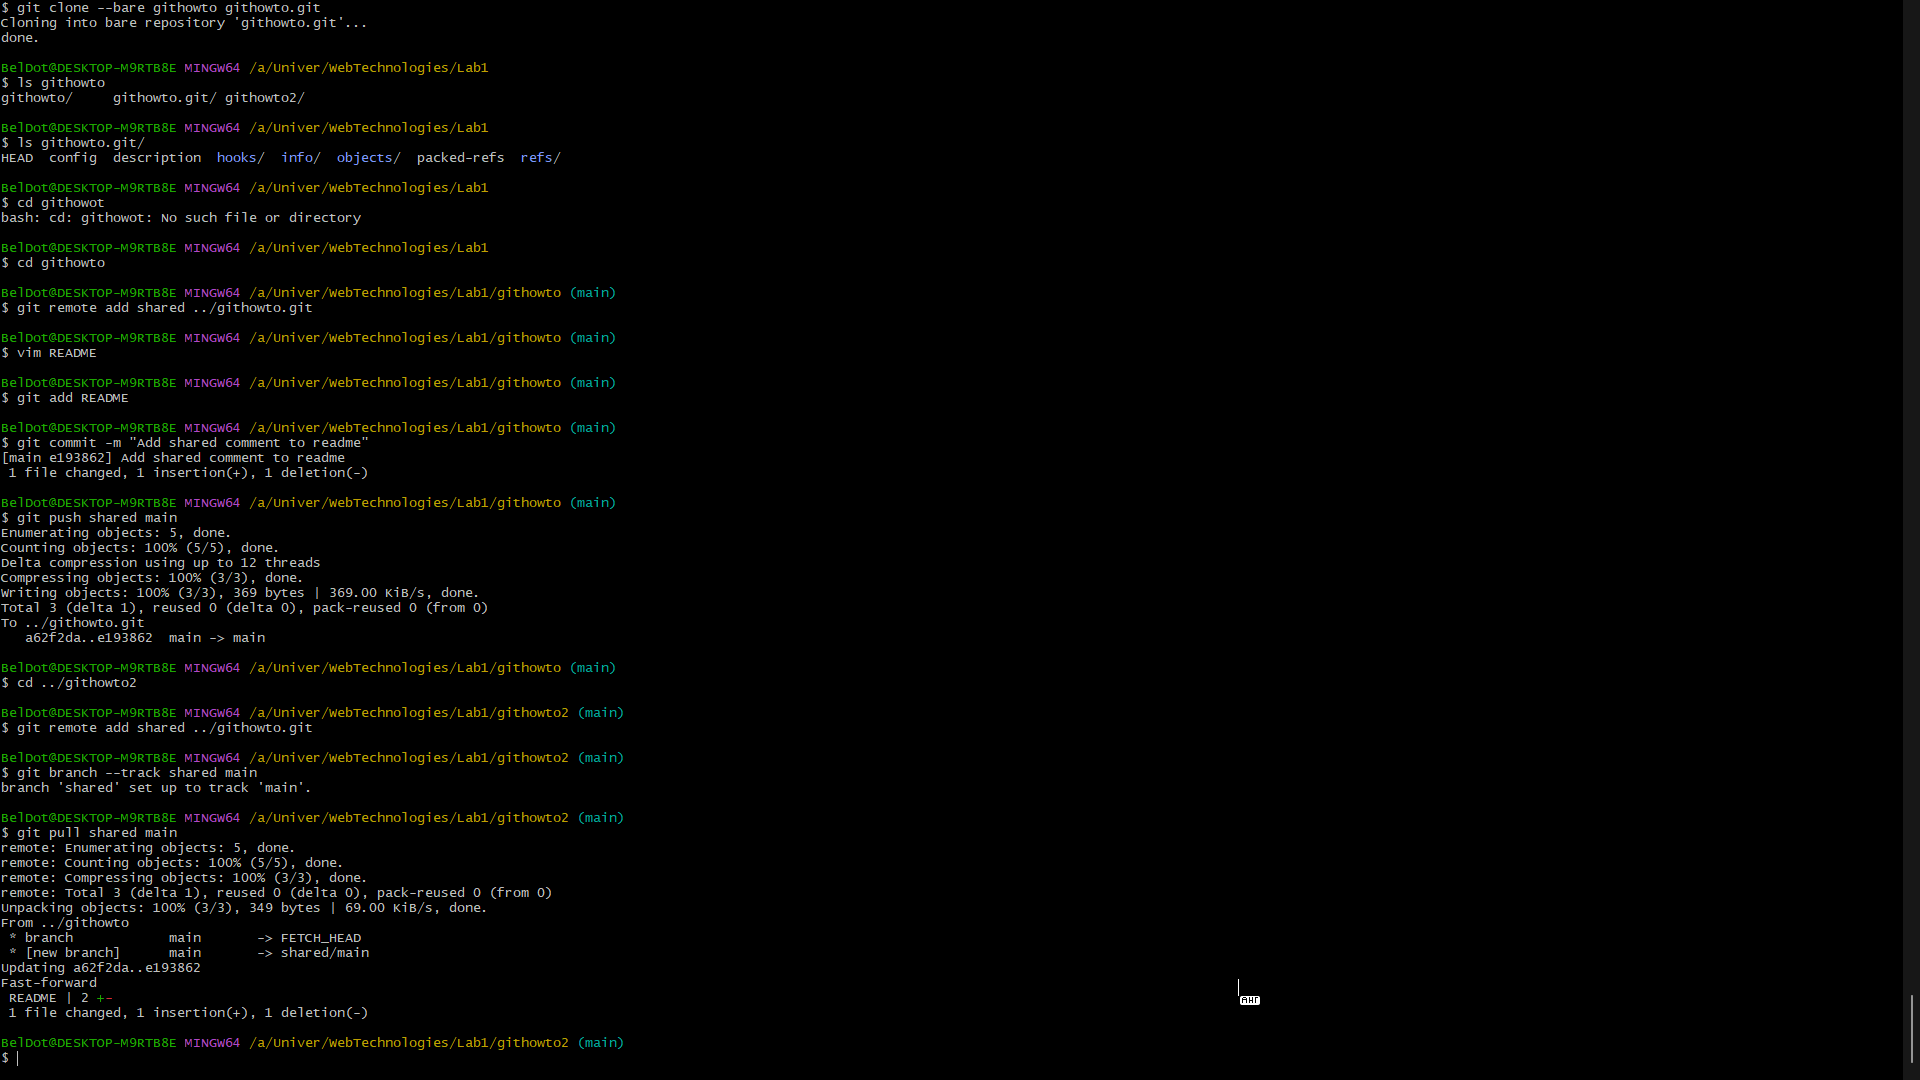 $ git clone --bare githowto githowto.git
Cloning into bare repository 'githowto.git'...
done.
BelDot@DESKTOP-M9RTB8E MINGW64 /a/Univer/WebTechnologies/Lab1
$ ls githowto
githowto/     githowto.git/ githowto2/
BelDot@DESKTOP-M9RTB8E MINGW64 /a/Univer/WebTechnologies/Lab1
$ ls githowto.git/
HEAD  config  description  hooks/  info/  objects/  packed-refs  refs/
BelDot@DESKTOP-M9RTB8E MINGW64 /a/Univer/WebTechnologies/Lab1
$ cd githowot
bash: cd: githowot: No such file or directory
BelDot@DESKTOP-M9RTB8E MINGW64 /a/Univer/WebTechnologies/Lab1
$ cd githowto
BelDot@DESKTOP-M9RTB8E MINGW64 /a/Univer/WebTechnologies/Lab1/githowto (main)
$ git remote add shared ../githowto.git
BelDot@DESKTOP-M9RTB8E MINGW64 /a/Univer/WebTechnologies/Lab1/githowto (main)
$ vim README
BelDot@DESKTOP-M9RTB8E MINGW64 /a/Univer/WebTechnologies/Lab1/githowto (main)
$ git add README
BelDot@DESKTOP-M9RTB8E MINGW64 /a/Univer/WebTechnologies/Lab1/githowto (main)
$ git commit -m "Add shared comment to readme"
[main e193862] Add shared comment to readme
 1 file changed, 1 insertion(+), 1 deletion(-)
BelDot@DESKTOP-M9RTB8E MINGW64 /a/Univer/WebTechnologies/Lab1/githowto (main)
$ git push shared main
Enumerating objects: 5, done.
Counting objects: 100% (5/5), done.
Delta compression using up to 12 threads
Compressing objects: 100% (3/3), done.
Writing objects: 100% (3/3), 369 bytes | 369.00 KiB/s, done.
Total 3 (delta 1), reused 0 (delta 0), pack-reused 0 (from 0)
To ../githowto.git
   a62f2da..e193862  main -> main
BelDot@DESKTOP-M9RTB8E MINGW64 /a/Univer/WebTechnologies/Lab1/githowto (main)
$ cd ../githowto2
BelDot@DESKTOP-M9RTB8E MINGW64 /a/Univer/WebTechnologies/Lab1/githowto2 (main)
$ git remote add shared ../githowto.git
BelDot@DESKTOP-M9RTB8E MINGW64 /a/Univer/WebTechnologies/Lab1/githowto2 (main)
$ git branch --track shared main
branch 'shared' set up to track 'main'.
BelDot@DESKTOP-M9RTB8E MINGW64 /a/Univer/WebTechnologies/Lab1/githowto2 (main)
$ git pull shared main
remote: Enumerating objects: 5, done.
remote: Counting objects: 100% (5/5), done.
remote: Compressing objects: 100% (3/3), done.
remote: Total 3 (delta 1), reused 0 (delta 0), pack-reused 0 (from 0)
Unpacking objects: 100% (3/3), 349 bytes | 69.00 KiB/s, done.
From ../githowto
 * branch            main       -> FETCH_HEAD
 * [new branch]      main       -> shared/main
Updating a62f2da..e193862
Fast-forward
 README | 2 +-
 1 file changed, 1 insertion(+), 1 deletion(-)
АНГ
BelDot@DESKTOP-M9RTB8E MINGW64 /a/Univer/WebTechnologies/Lab1/githowto2 (main)
$